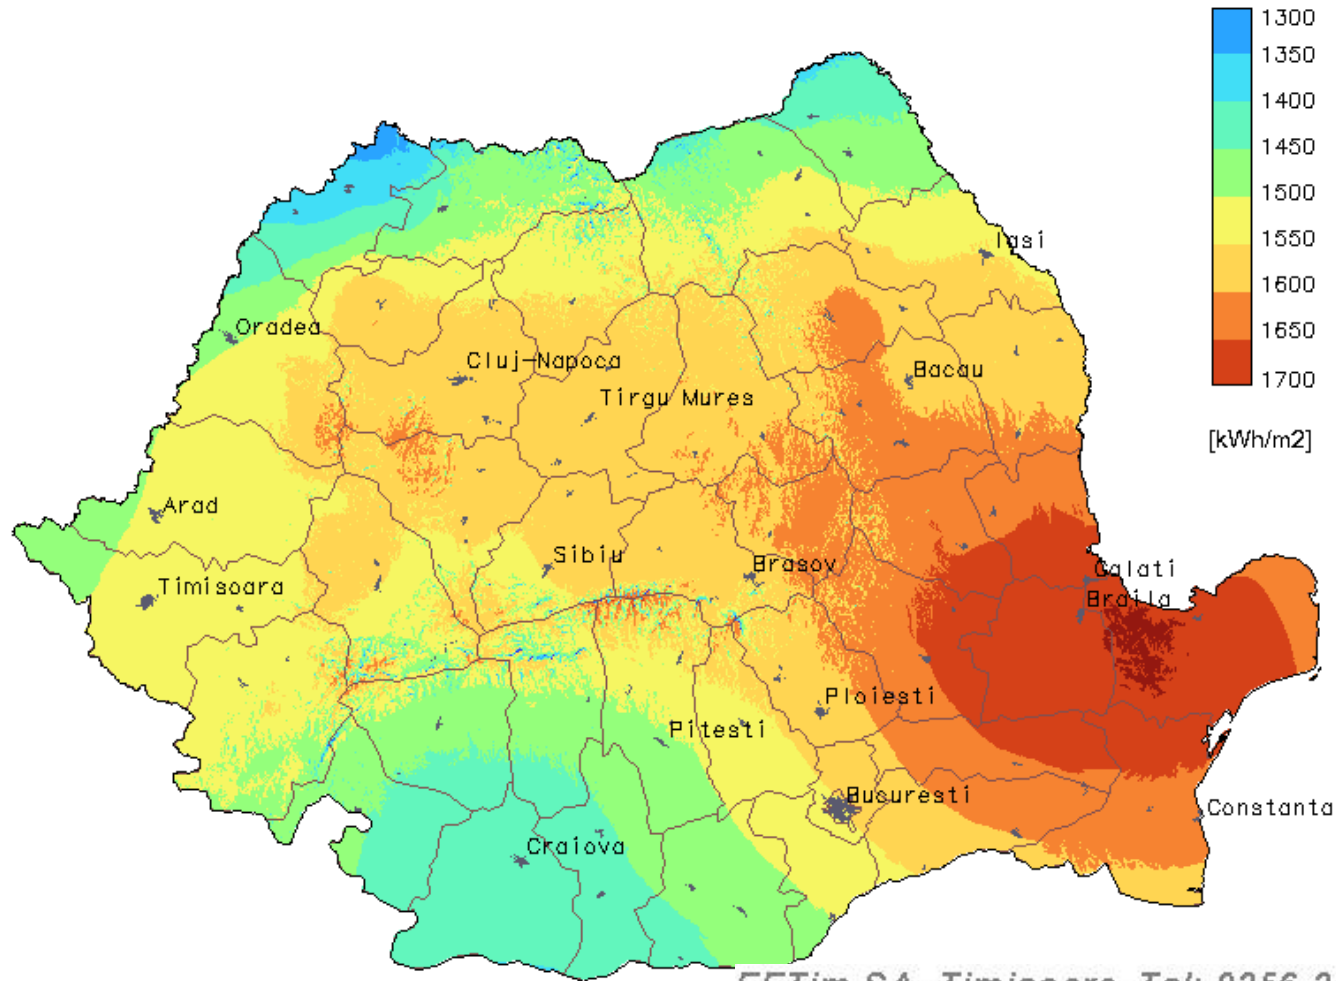 1300
1350
1400
1450
1500
1550
1600
1650
1700
[kWh/m2]
Iasi
Oradea
Cluj-Napoca
Bacau
Tirgu Mures
Arad
Sibiu
Brasov
Galati
Timisoara
Braila
Ploiesti
Pitesti
Bucuresti
Constanta
Craiova